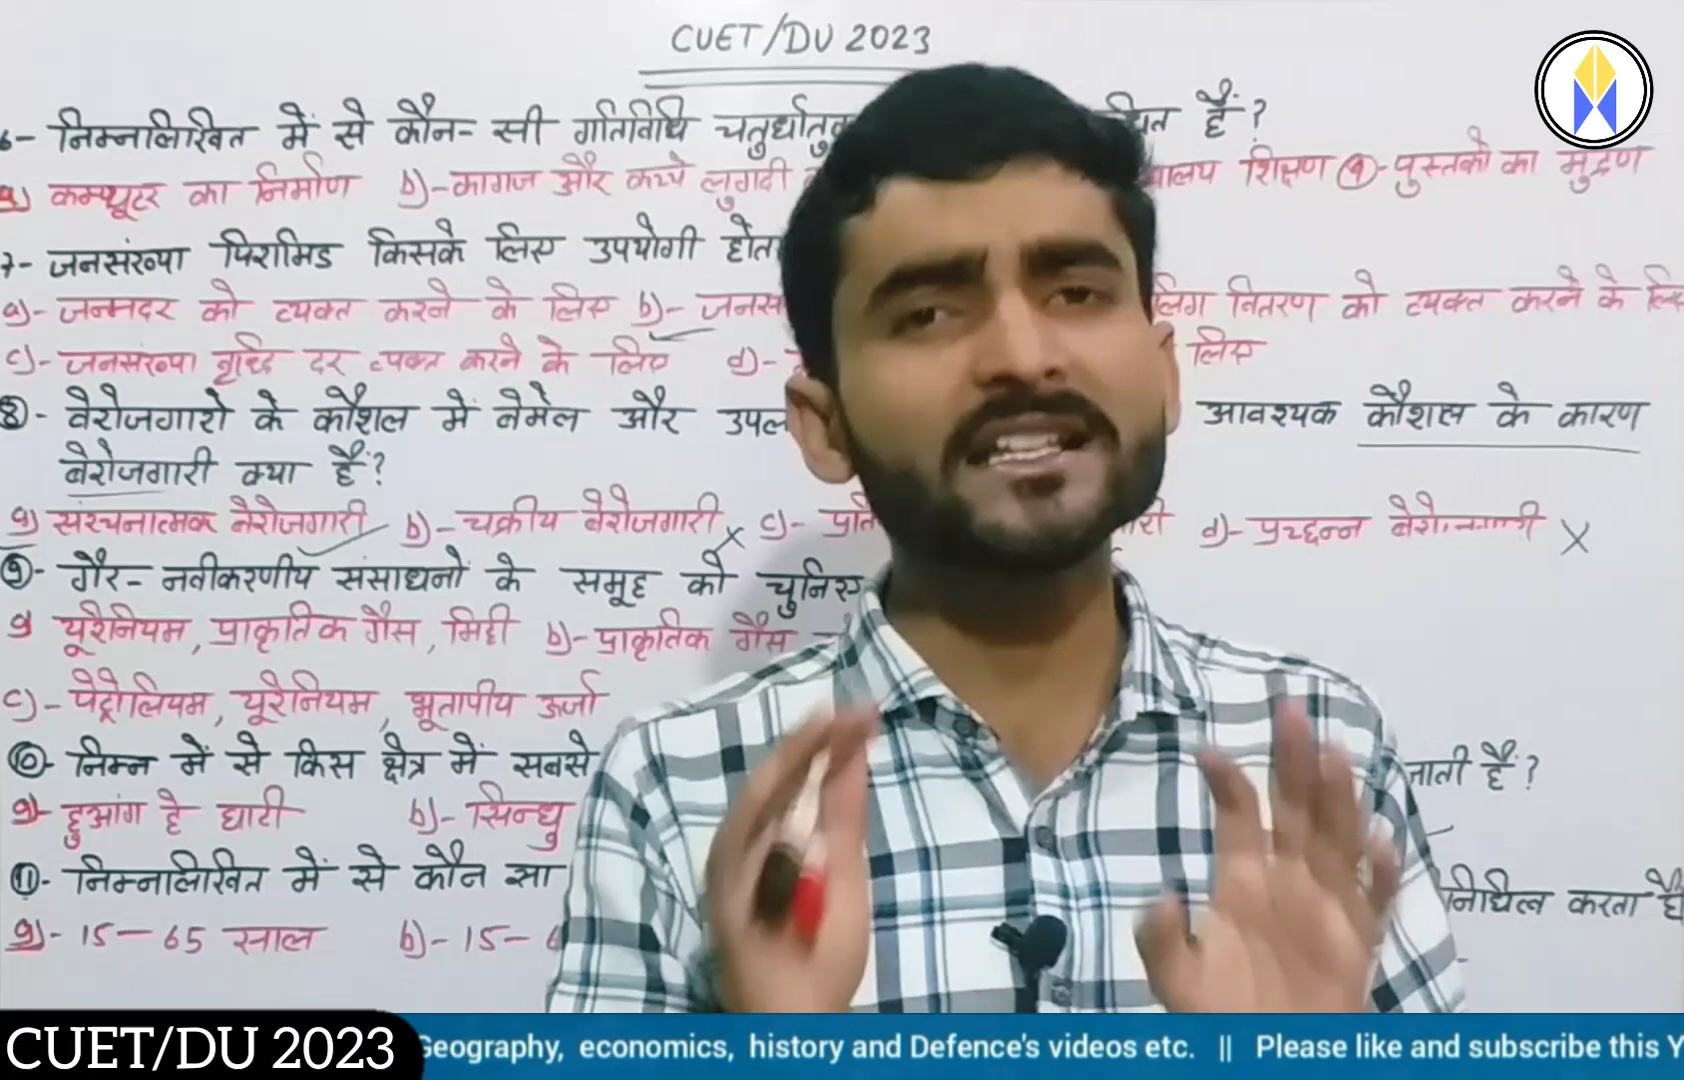 CUET/DU 2023
6- निम्नलिखित में से कौन-सी गतिविधि है?
a) कम्प्यूटर का निर्माण b)- कागज और कच्चे लुगदी शिक्षण d)- पुस्तकों का मुद्रण
7- जनसंख्या पिरामिड किसके लिए उपयोगी
a)- जन्मदर को व्यक्त करने के लिए b)- लिंग वितरण को व्यक्त करने के
c)- जनसंख्या वृद्धि दर व्यक्त करने के लिए d)- लिए
8- बेरोजगारो के कौशल में बेमेल और आवश्यक कौशल के कारण
बेरोजगारी क्या है?
a) संरचनात्मक बेरोजगारी b)- चक्रीय बेरोजगारी c)- d)- प्रच्छन्न बेरोजगारी
9- गैर-नवीकरणीय संसाधनों के समूह को चुनिए
a यूरेनियम, प्राकृतिक गैस, मिट्टी b)- प्राकृतिक गैस
c)- पेट्रोलियम, यूरेनियम, भूतापीय ऊर्जा
10- निम्न में से किस क्षेत्र में सबसे जाती है?
a)- हुआंग हे घाटी b)- सिन्धु
11- निम्नलिखित में से कौन सा करता है
a)- 15-65 साल b)- 15-6
CUET/DU 2023
Geography, economics, history and Defence's videos etc. || Please like and subscribe this Y